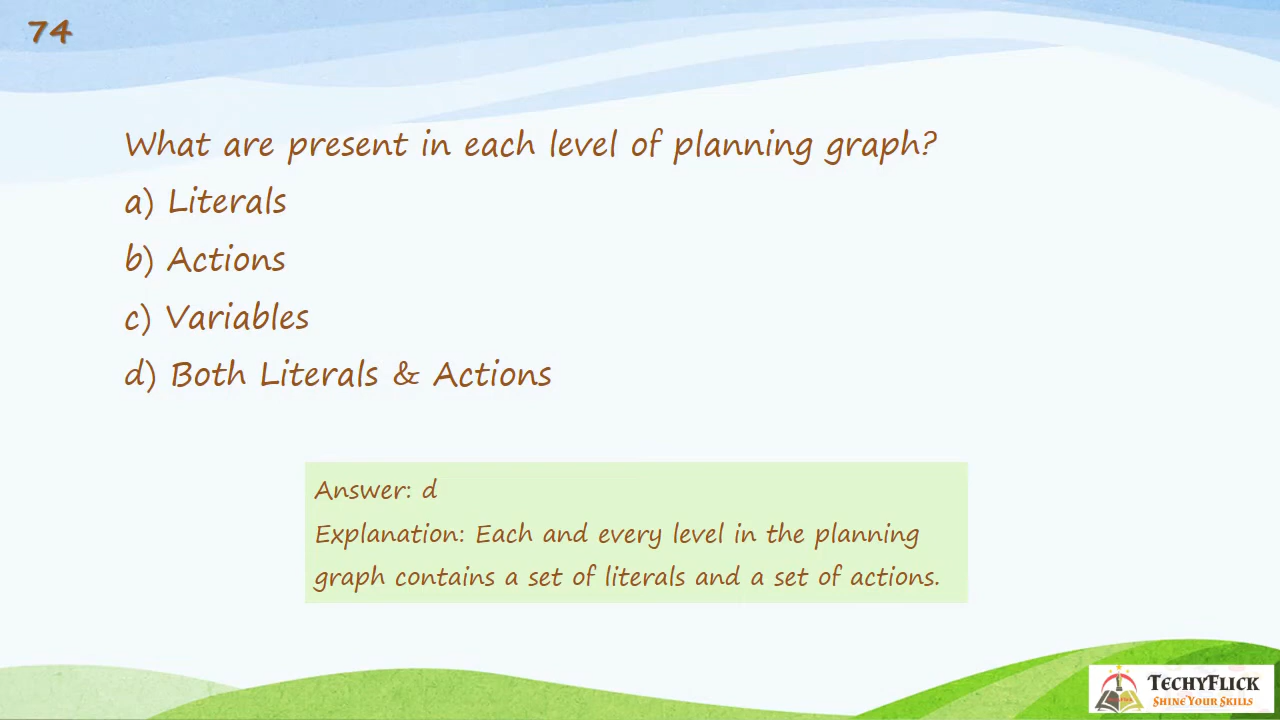 74
What are present in each level of planning graph?
a) Literals
b) Actions
c) Variables
d) Both Literals & Actions
Answer: d
Explanation: Each and every level in the planning
graph contains a set of literals and a set of actions.
TECHYFLICK
SHINE YOUR SKILLS